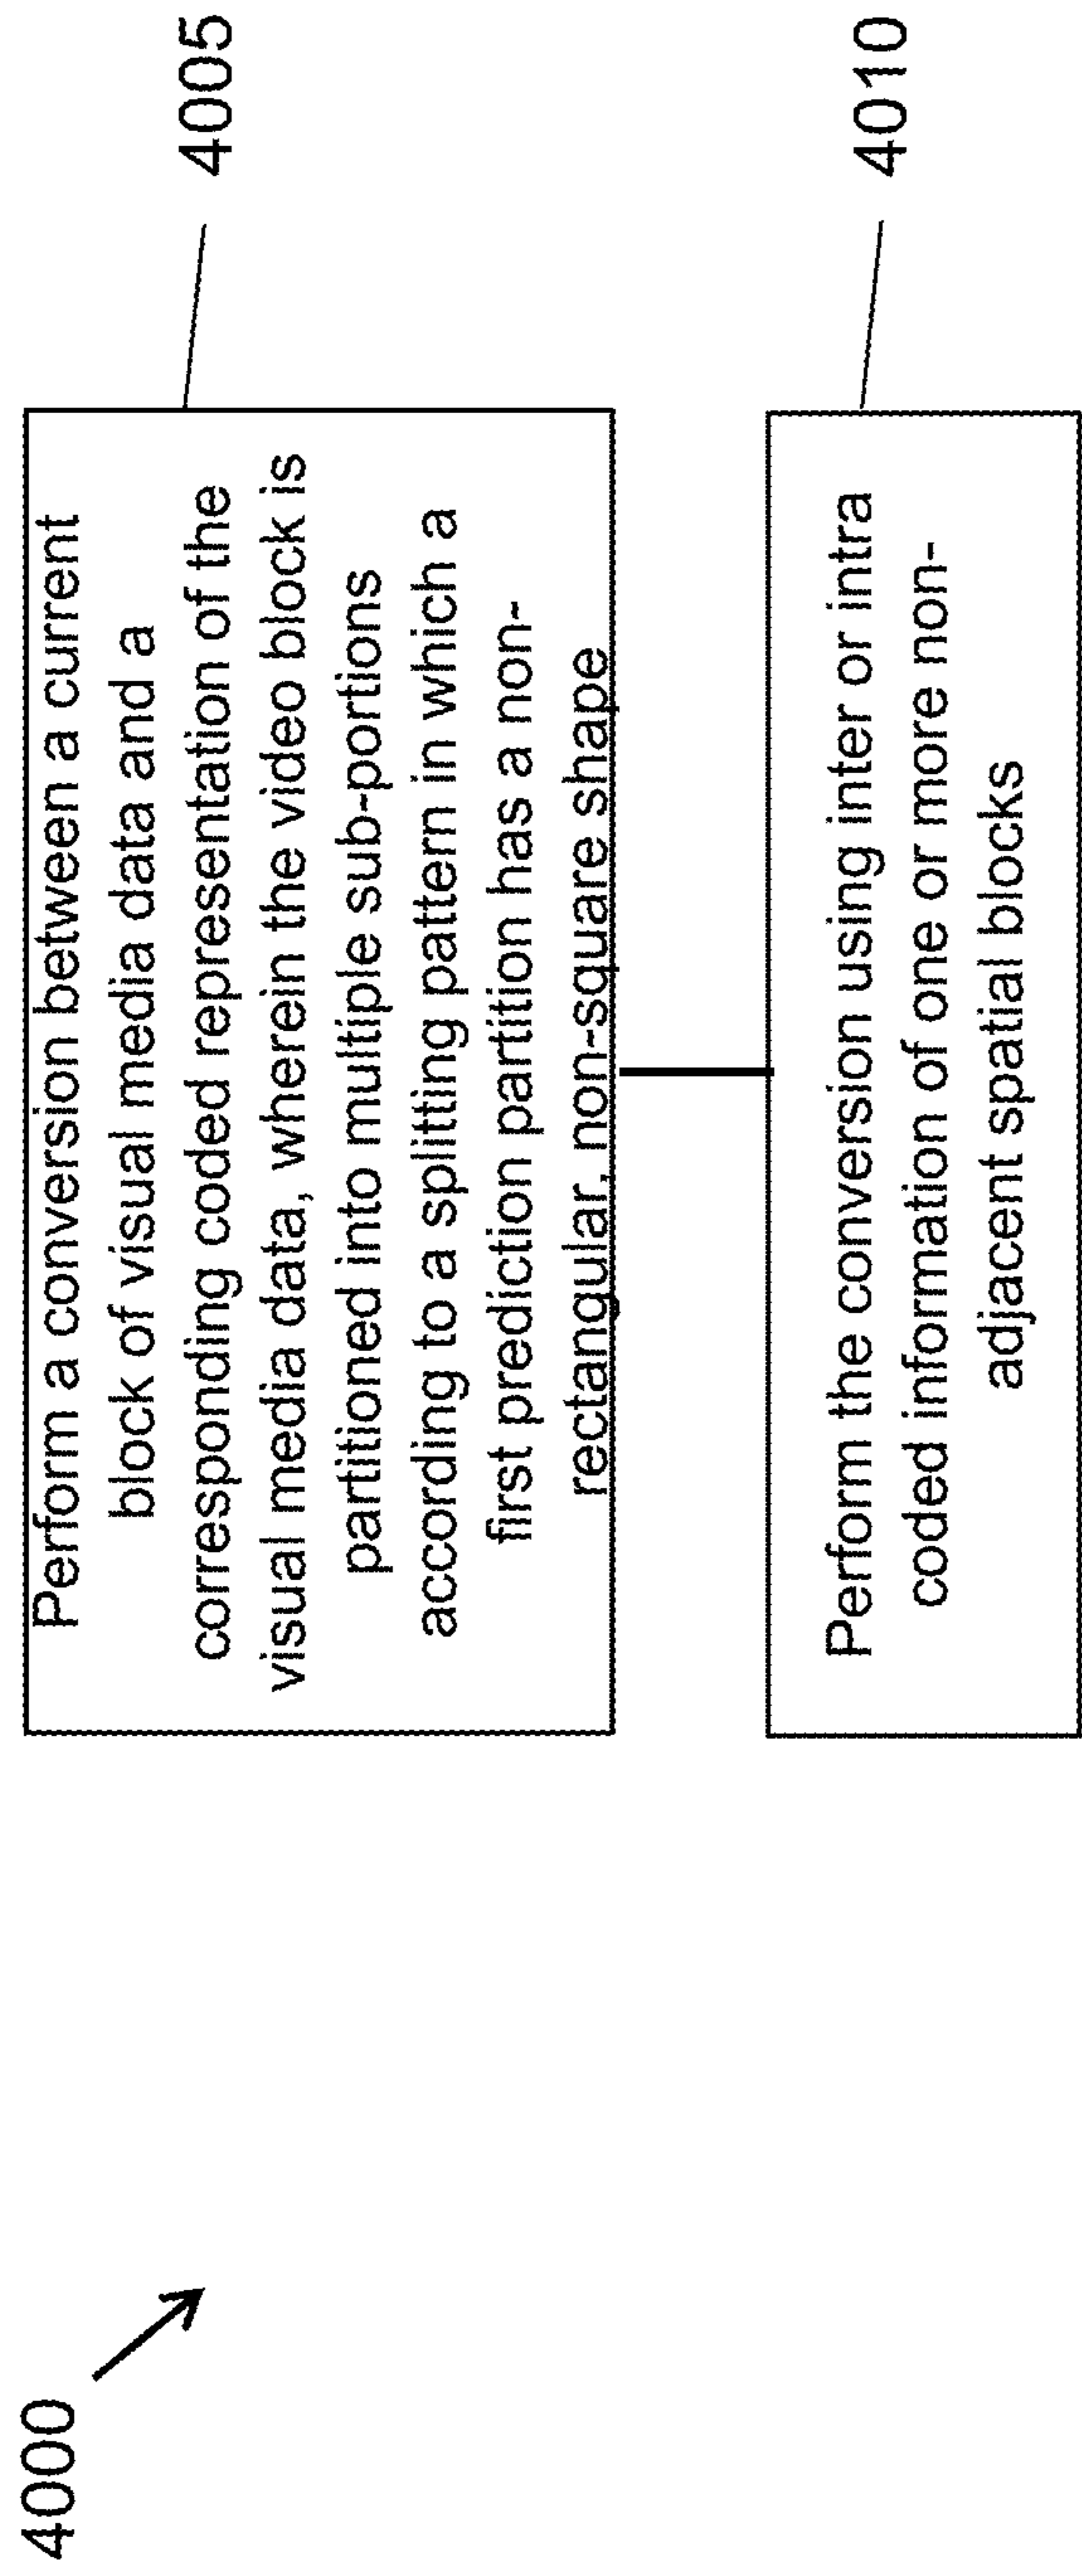 4000
Perform a conversion between a current
block of visual media data and a
corresponding coded representation of the
visual media data, wherein the video block is
partitioned into multiple sub-portions
according to a splitting pattern in which a
first prediction partition has a non-
rectangular, non-square shape
4005
Perform the conversion using inter or intra
coded information of one or more non-
adjacent spatial blocks
4010